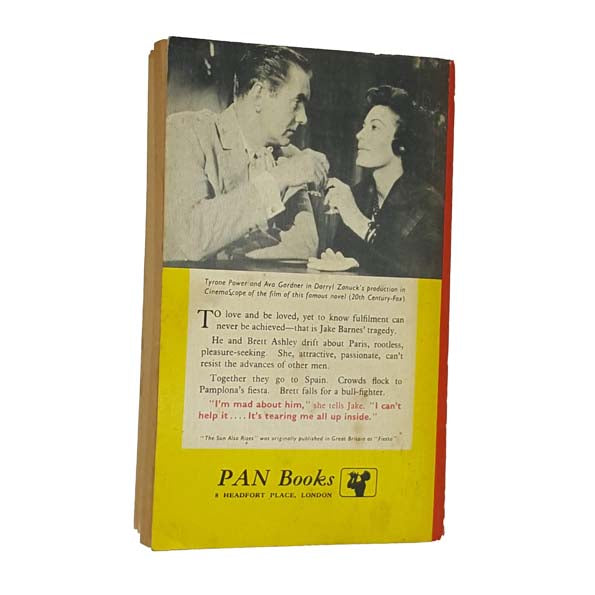 Tyrone Power and Ava Gardner in Darryl Zanuck's production in
CinemaScope of the film of this famous novel (20th Century-Fox)
TO love and be loved, yet to know fulfilment can
never be achieved—that is Jake Barnes' tragedy.
He and Brett Ashley drift about Paris, rootless,
pleasure-seeking. She, attractive, passionate, can't
resist the advances of other men.
Together they go to Spain. Crowds flock to
Pamplona's fiesta. Brett falls for a bull-fighter.
"I'm mad about him," she tells Jake. "I can't
help it . . . . It's tearing me all up inside."
"The Sun Also Rises" was originally published in Great Britain as "Fiesta"
PAN Books
8 HEADFORT PLACE, LONDON